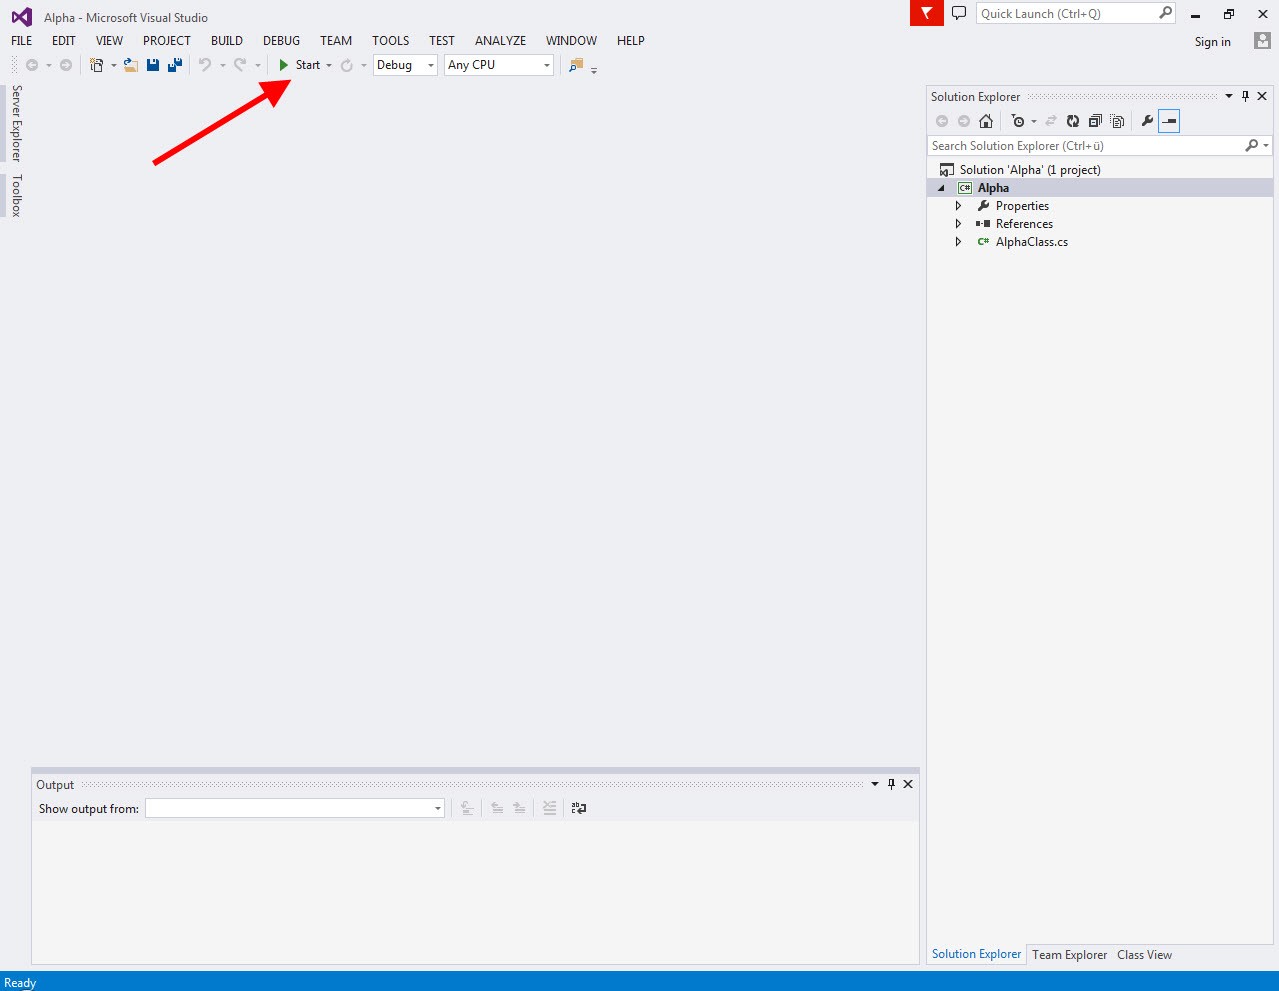 Alpha - Microsoft Visual Studio
Quick Launch (Ctrl+Q)
FILE EDIT VIEW PROJECT BUILD DEBUG TEAM TOOLS TEST ANALYZE WINDOW HELP
Sign in
Start Debug Any CPU
Server Explorer
Toolbox
Solution Explorer
Search Solution Explorer (Ctrl+ü)
Solution 'Alpha' (1 project)
C# Alpha
Properties
References
C# AlphaClass.cs
Output
Show output from:
Solution Explorer Team Explorer Class View
Ready